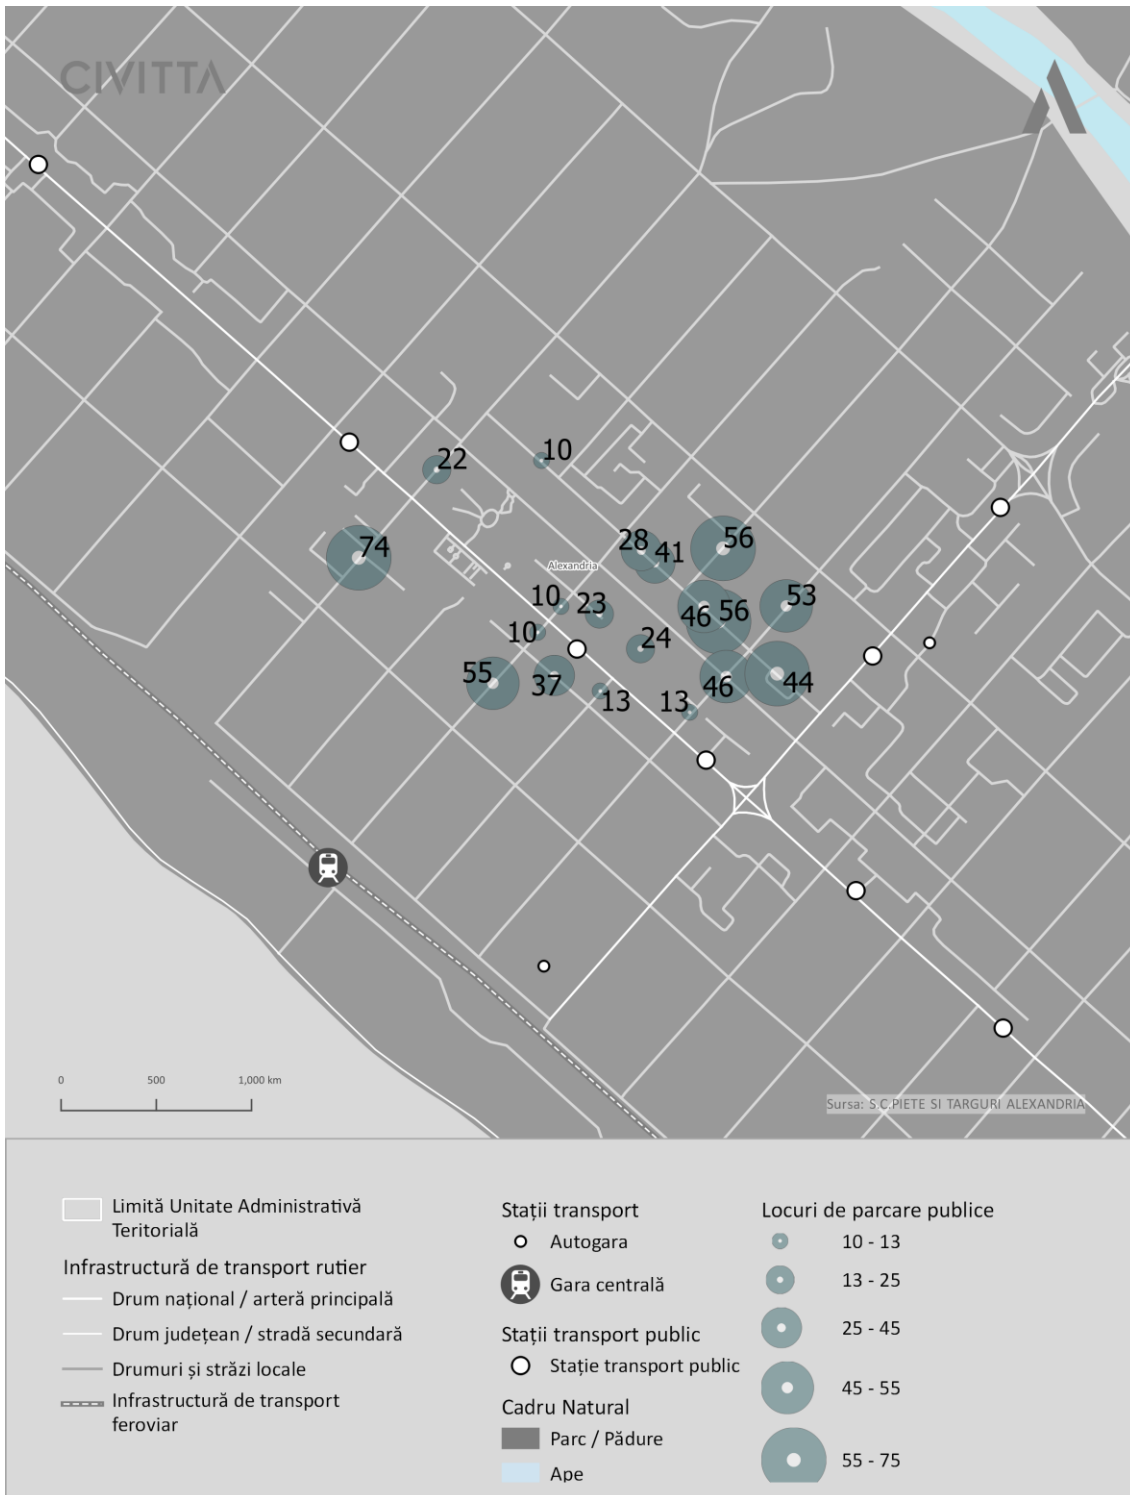 CIVITTA
22
10
74
28
41
56
Alexandria
10
23
46
56
53
10
24
55
37
13
13
46
44
0 500 1,000 km
Sursa: S.C.PIETE SI TARGURI ALEXANDRIA
Limită Unitate Administrativă
Teritorială
Infrastructură de transport rutier
Drum național / arteră principală
Drum județean / stradă secundară
Drumuri și străzi locale
Infrastructură de transport
feroviar
Stații transport
Autogara
Gara centrală
Stații transport public
Stație transport public
Cadru Natural
Parc / Pădure
Ape
Locuri de parcare publice
10 - 13
13 - 25
25 - 45
45 - 55
55 - 75